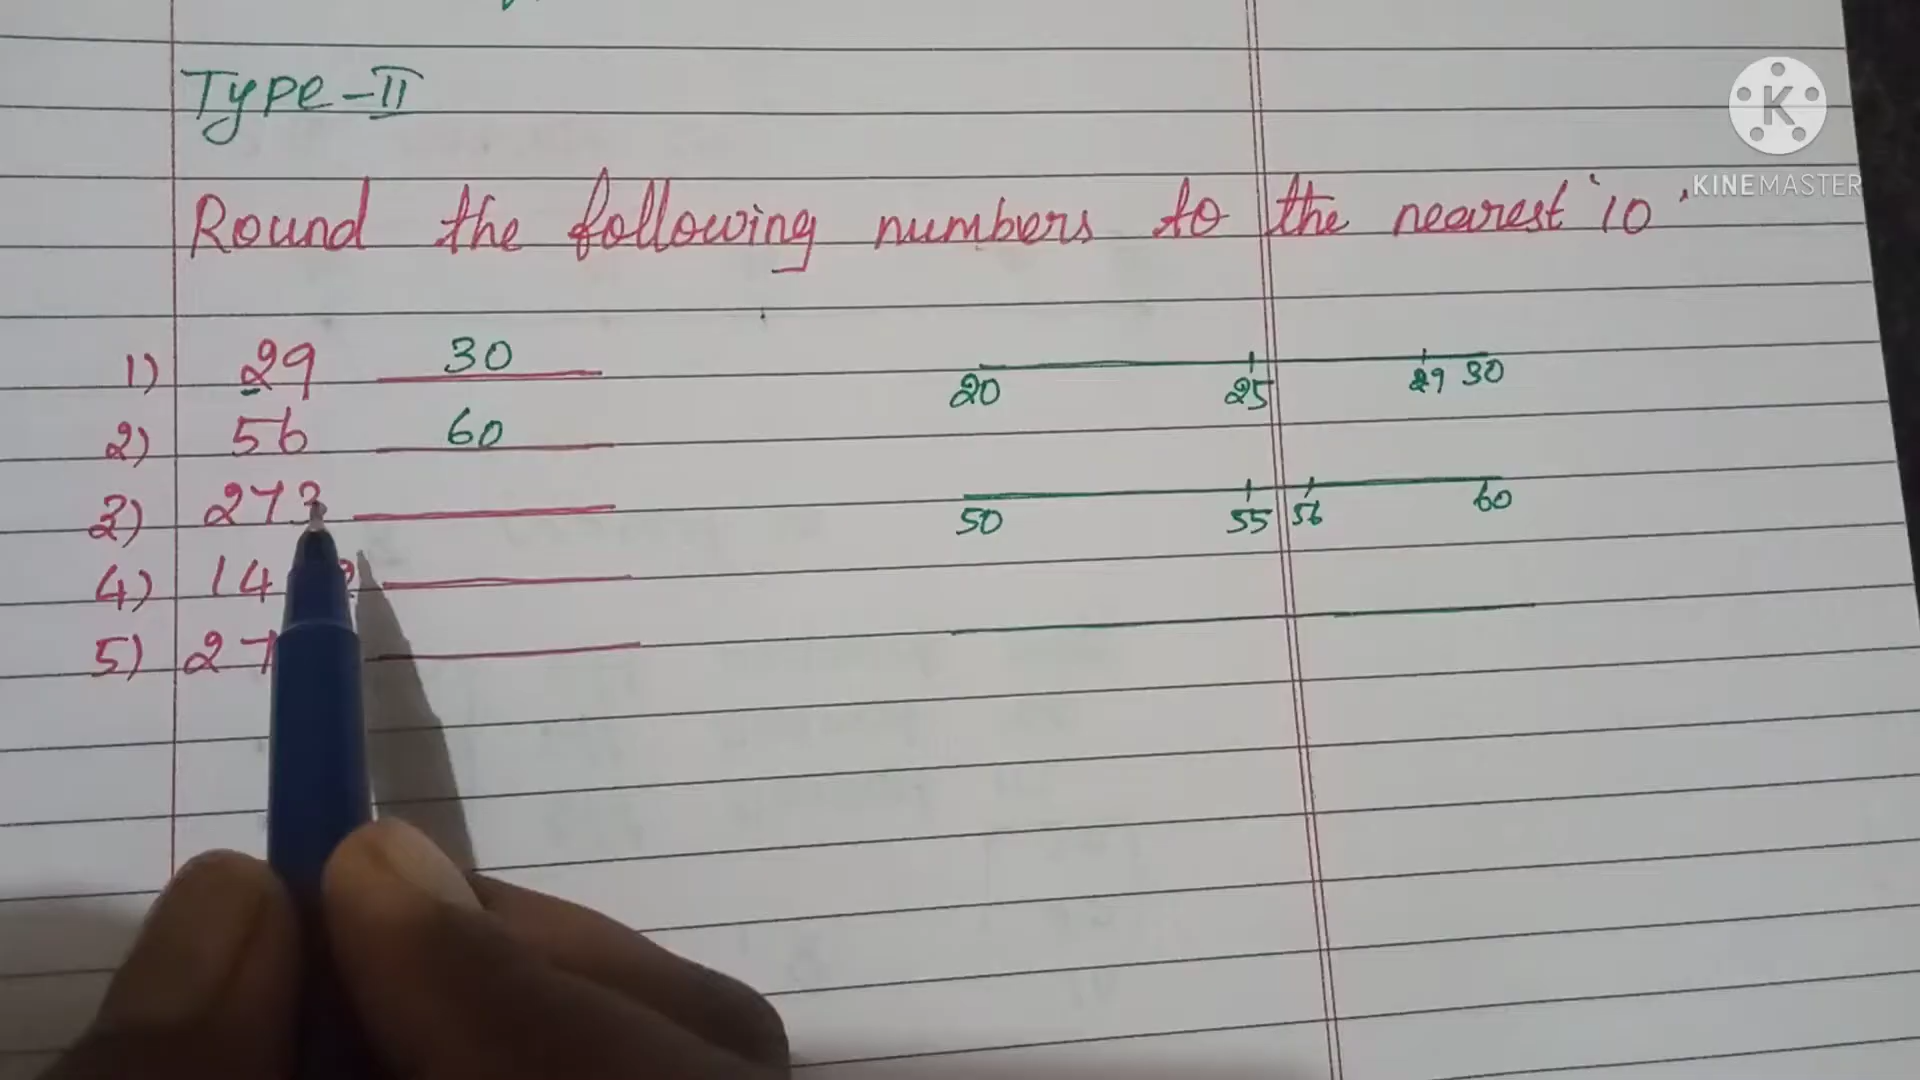 Type-II
KINEMASTER
Round the following numbers to the nearest '10'
1) 29 30
20 25 29 30
2) 56 60
3) 273
50 55 56 60
4) 14
5) 27